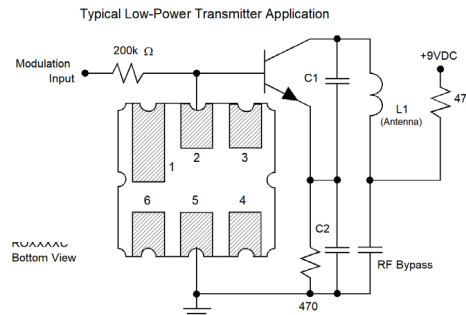 Typical Low-Power Transmitter Application
200k Ω
Modulation
Input
C1
+9VDC
47
L1
(Antenna)
1
2
3
6
5
4
C2
Bottom View
RF Bypass
470